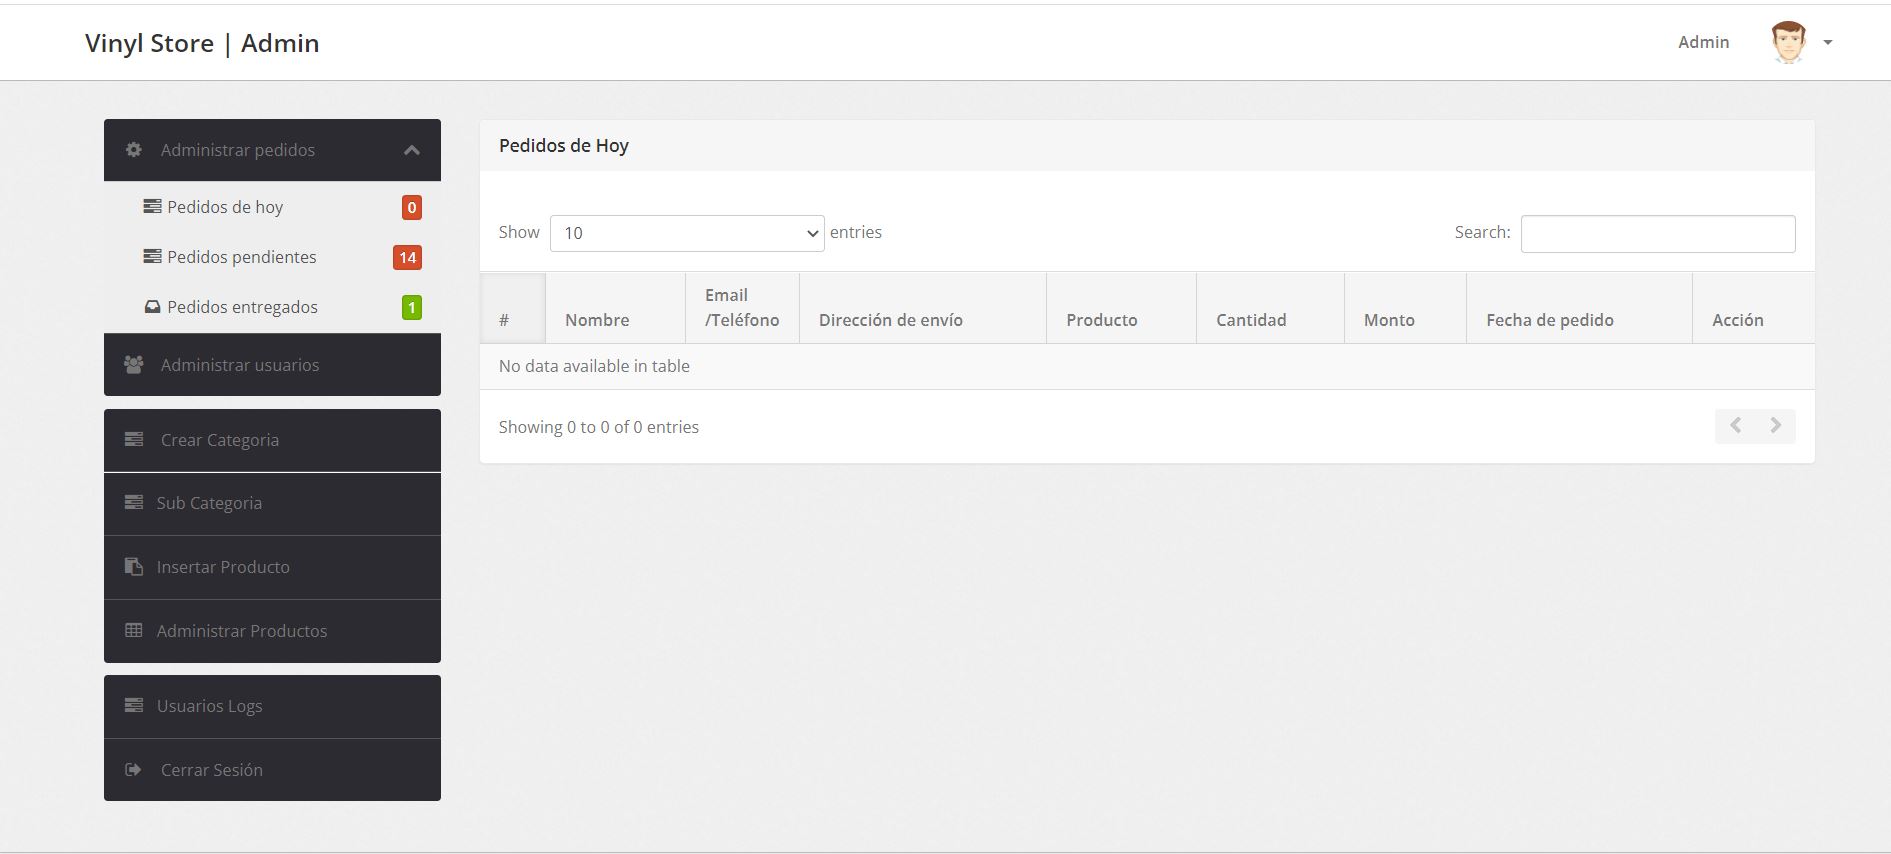 Vinyl Store | Admin
Admin
Administrar pedidos
Pedidos de hoy 0
Pedidos pendientes 14
Pedidos entregados 1
Administrar usuarios
Crear Categoria
Sub Categoria
Insertar Producto
Administrar Productos
Usuarios Logs
Cerrar Sesión
Pedidos de Hoy
Show 10 entries Search:
# Nombre Email /Teléfono Dirección de envío Producto Cantidad Monto Fecha de pedido Acción
No data available in table
Showing 0 to 0 of 0 entries